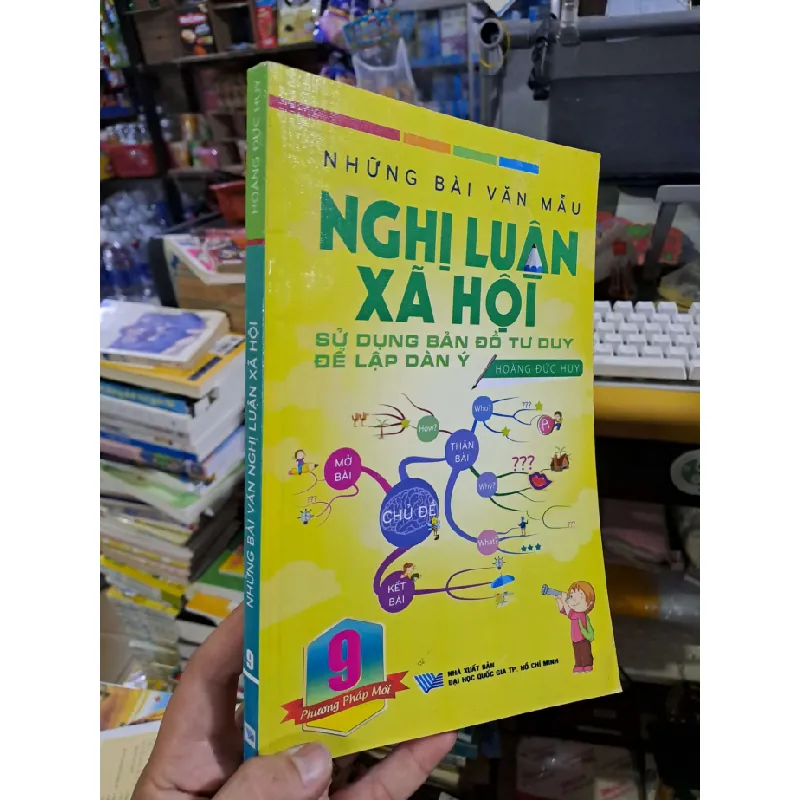 HOÀNG ĐỨC HUY
NHỮNG BÀI VĂN NGHỊ LUẬN XÃ HỘI
9
NHỮNG BÀI VĂN MẪU
NGHỊ LUẬN
XÃ HỘI
SỬ DỤNG BẢN ĐỒ TƯ DUY
ĐỂ LẬP DÀN Ý
HOÀNG ĐỨC HUY
Who?
???
How?
THÂN
BÀI
MỞ
BÀI
???
Why?
CHỦ ĐỀ
What?
KẾT
BÀI
9
Phương Pháp Mới
NHÀ XUẤT BẢN
ĐẠI HỌC QUỐC GIA TP. HỒ CHÍ MINH